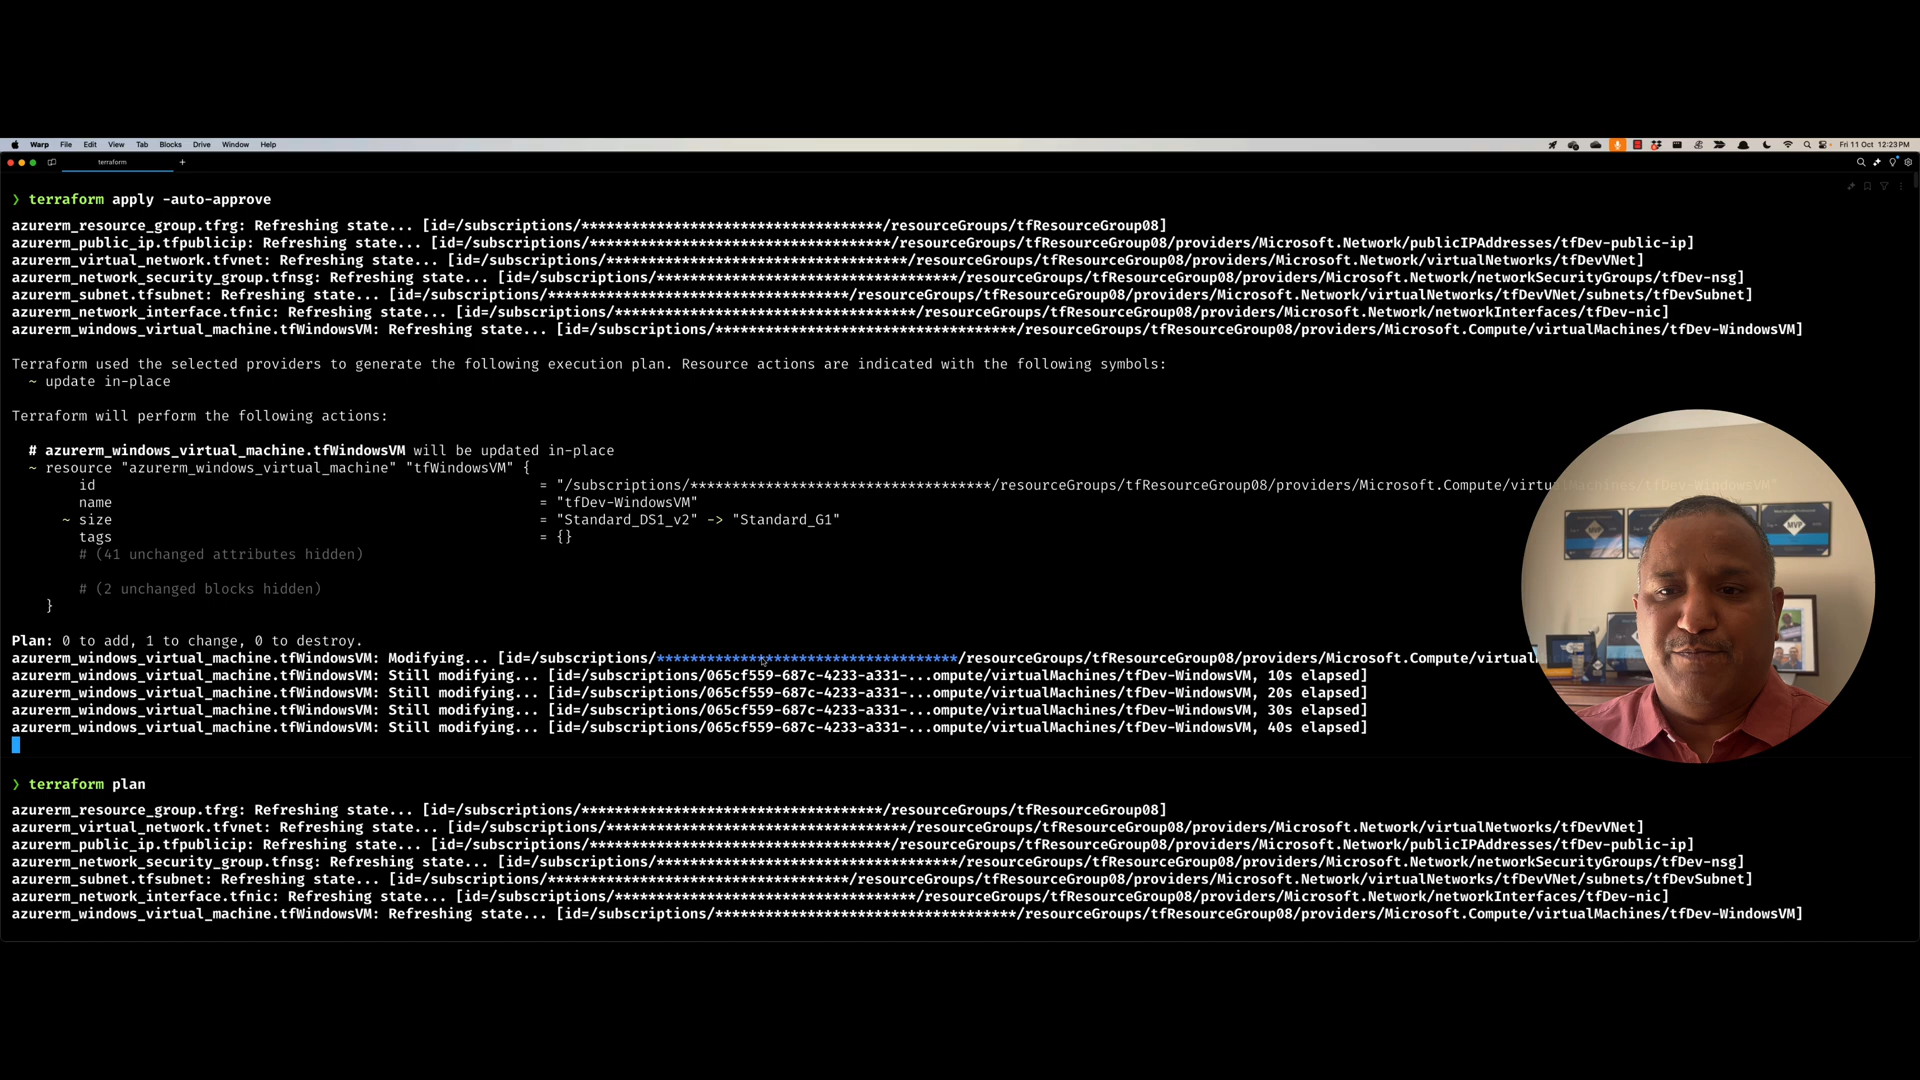 Warp File Edit View Tab Blocks Drive Window Help Fri 11 Oct 12:23 PM
terraform +
❯ terraform apply -auto-approve
azurerm_resource_group.tfrg: Refreshing state... [id=/subscriptions/************************************/resourceGroups/tfResourceGroup08]
azurerm_public_ip.tfpublicip: Refreshing state... [id=/subscriptions/************************************/resourceGroups/tfResourceGroup08/providers/Microsoft.Network/publicIPAddresses/tfDev-public-ip]
azurerm_virtual_network.tfvnet: Refreshing state... [id=/subscriptions/************************************/resourceGroups/tfResourceGroup08/providers/Microsoft.Network/virtualNetworks/tfDevVNet]
azurerm_network_security_group.tfnsg: Refreshing state... [id=/subscriptions/************************************/resourceGroups/tfResourceGroup08/providers/Microsoft.Network/networkSecurityGroups/tfDev-nsg]
azurerm_subnet.tfsubnet: Refreshing state... [id=/subscriptions/************************************/resourceGroups/tfResourceGroup08/providers/Microsoft.Network/virtualNetworks/tfDevVNet/subnets/tfDevSubnet]
azurerm_network_interface.tfnic: Refreshing state... [id=/subscriptions/************************************/resourceGroups/tfResourceGroup08/providers/Microsoft.Network/networkInterfaces/tfDev-nic]
azurerm_windows_virtual_machine.tfWindowsVM: Refreshing state... [id=/subscriptions/************************************/resourceGroups/tfResourceGroup08/providers/Microsoft.Compute/virtualMachines/tfDev-WindowsVM]
Terraform used the selected providers to generate the following execution plan. Resource actions are indicated with the following symbols:
~ update in-place
Terraform will perform the following actions:
# azurerm_windows_virtual_machine.tfWindowsVM will be updated in-place
~ resource "azurerm_windows_virtual_machine" "tfWindowsVM" {
id = "/subscriptions/************************************/resourceGroups/tfResourceGroup08/providers/Microsoft.Compute/virtualMachines/tfDev-WindowsVM"
name = "tfDev-WindowsVM"
~ size = "Standard_DS1_v2" -> "Standard_G1"
tags = {}
# (41 unchanged attributes hidden)
# (2 unchanged blocks hidden)
}
Plan: 0 to add, 1 to change, 0 to destroy.
azurerm_windows_virtual_machine.tfWindowsVM: Modifying... [id=/subscriptions/************************************/resourceGroups/tfResourceGroup08/providers/Microsoft.Compute/virtual
azurerm_windows_virtual_machine.tfWindowsVM: Still modifying... [id=/subscriptions/065cf559-687c-4233-a331-...ompute/virtualMachines/tfDev-WindowsVM, 10s elapsed]
azurerm_windows_virtual_machine.tfWindowsVM: Still modifying... [id=/subscriptions/065cf559-687c-4233-a331-...ompute/virtualMachines/tfDev-WindowsVM, 20s elapsed]
azurerm_windows_virtual_machine.tfWindowsVM: Still modifying... [id=/subscriptions/065cf559-687c-4233-a331-...ompute/virtualMachines/tfDev-WindowsVM, 30s elapsed]
azurerm_windows_virtual_machine.tfWindowsVM: Still modifying... [id=/subscriptions/065cf559-687c-4233-a331-...ompute/virtualMachines/tfDev-WindowsVM, 40s elapsed]
MVP
❯ terraform plan
azurerm_resource_group.tfrg: Refreshing state... [id=/subscriptions/************************************/resourceGroups/tfResourceGroup08]
azurerm_virtual_network.tfvnet: Refreshing state... [id=/subscriptions/************************************/resourceGroups/tfResourceGroup08/providers/Microsoft.Network/virtualNetworks/tfDevVNet]
azurerm_public_ip.tfpublicip: Refreshing state... [id=/subscriptions/************************************/resourceGroups/tfResourceGroup08/providers/Microsoft.Network/publicIPAddresses/tfDev-public-ip]
azurerm_network_security_group.tfnsg: Refreshing state... [id=/subscriptions/************************************/resourceGroups/tfResourceGroup08/providers/Microsoft.Network/networkSecurityGroups/tfDev-nsg]
azurerm_subnet.tfsubnet: Refreshing state... [id=/subscriptions/************************************/resourceGroups/tfResourceGroup08/providers/Microsoft.Network/virtualNetworks/tfDevVNet/subnets/tfDevSubnet]
azurerm_network_interface.tfnic: Refreshing state... [id=/subscriptions/************************************/resourceGroups/tfResourceGroup08/providers/Microsoft.Network/networkInterfaces/tfDev-nic]
azurerm_windows_virtual_machine.tfWindowsVM: Refreshing state... [id=/subscriptions/************************************/resourceGroups/tfResourceGroup08/providers/Microsoft.Compute/virtualMachines/tfDev-WindowsVM]